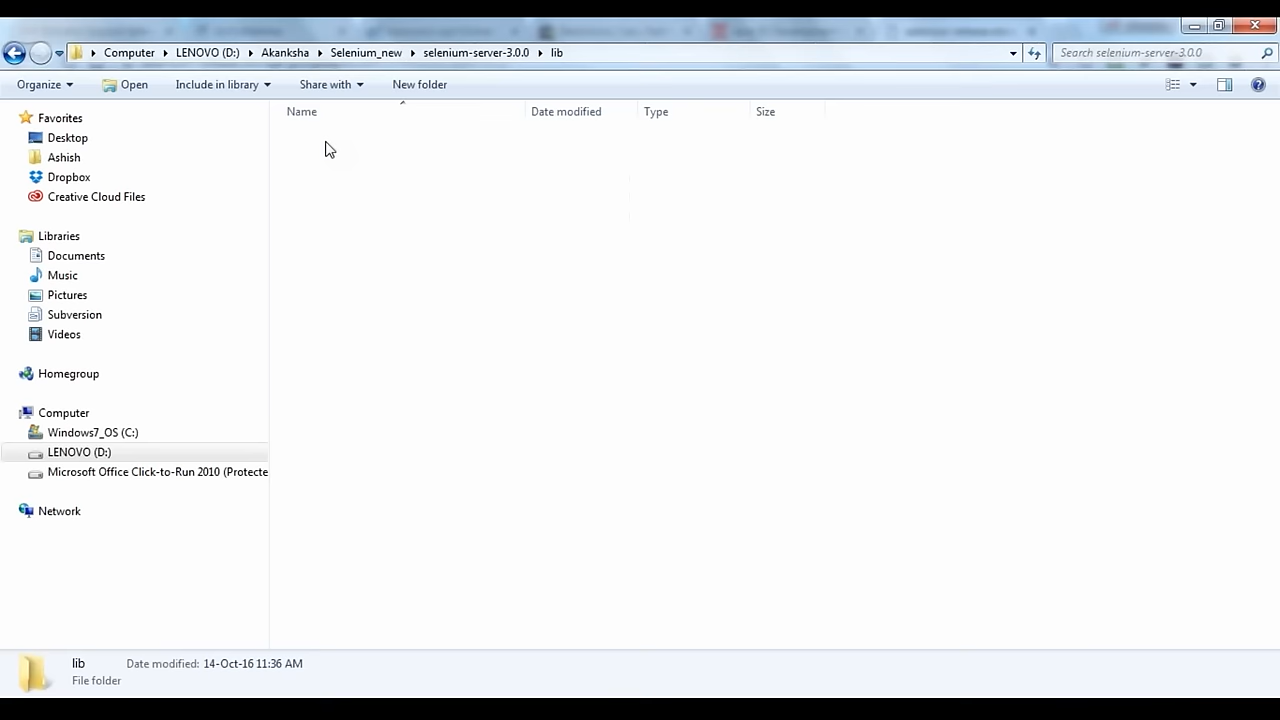 Computer LENOVO (D:) Akanksha Selenium_new selenium-server-3.0.0 lib Search selenium-server-3.0.0
Organize Open Include in library Share with New folder
Name Date modified Type Size
Favorites
Desktop
Ashish
Dropbox
Creative Cloud Files
Libraries
Documents
Music
Pictures
Subversion
Videos
Homegroup
Computer
Windows7_OS (C:)
LENOVO (D:)
Microsoft Office Click-to-Run 2010 (Protecte
Network
lib Date modified: 14-Oct-16 11:36 AM
File folder